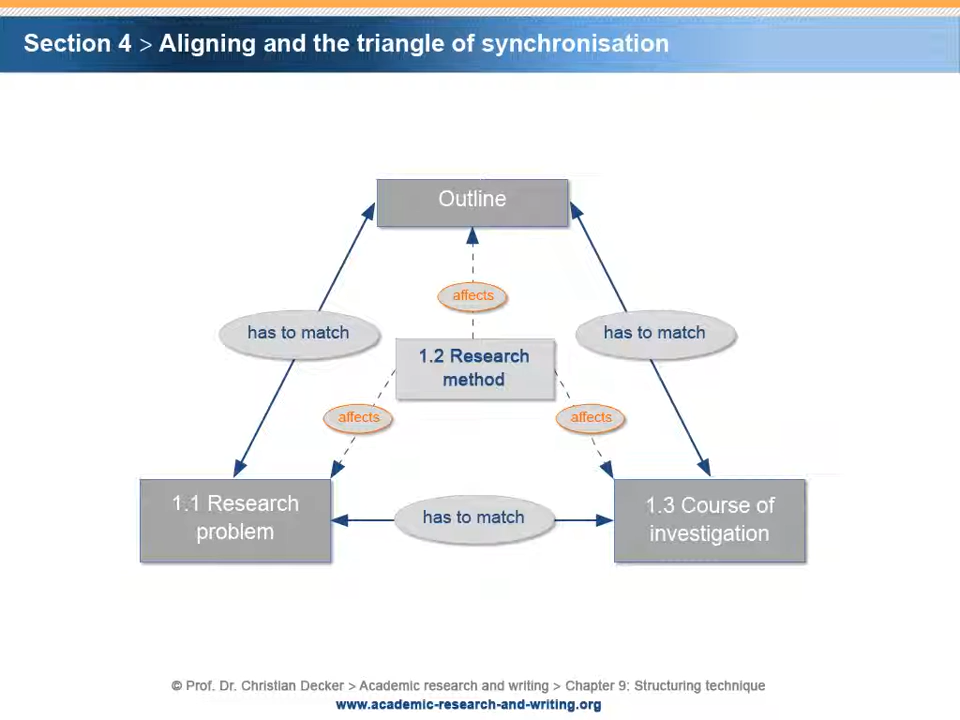 Section 4 > Aligning and the triangle of synchronisation
Outline
affects
has to match
has to match
1.2 Research
method
affects
affects
1.1 Research
problem
has to match
1.3 Course of
investigation
© Prof. Dr. Christian Decker > Academic research and writing > Chapter 9: Structuring technique
www.academic-research-and-writing.org